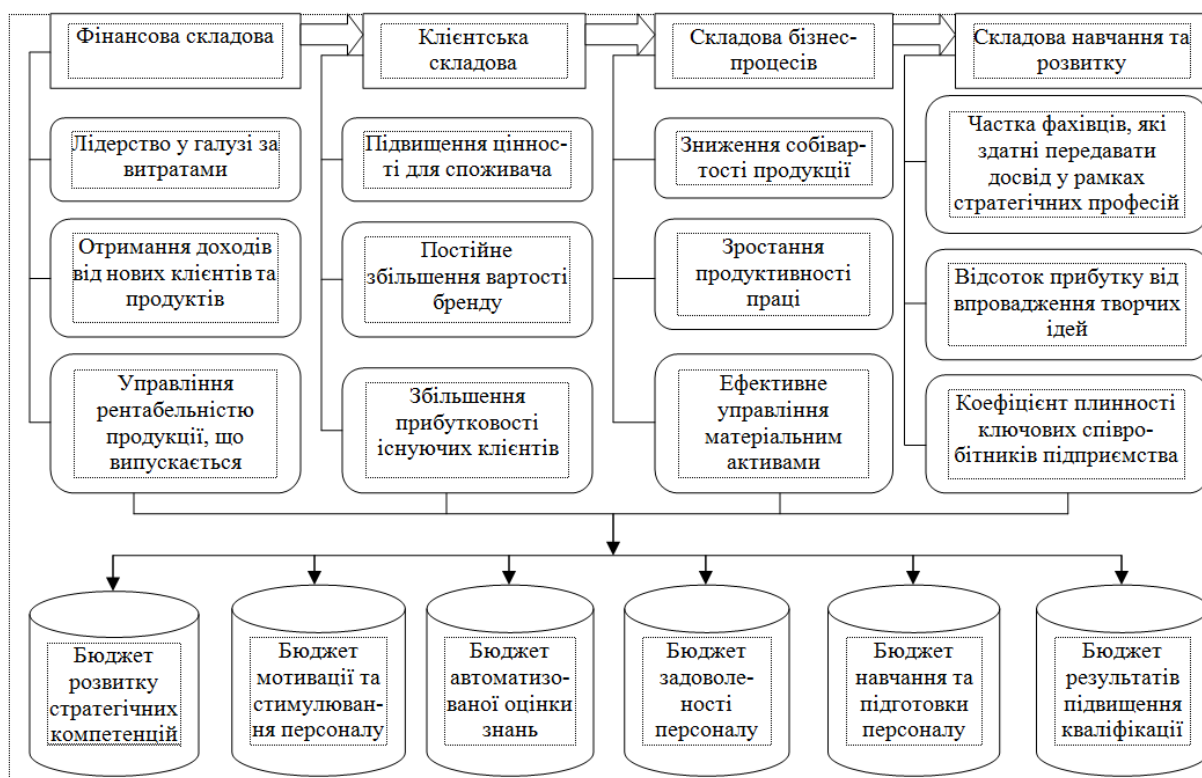 Фінансова складова
Клієнтська
складова
Складова бізнес-
процесів
Складова навчання та
розвитку
Лідерство у галузі за
витратами
Підвищення ціннос-
ті для споживача
Зниження собівар-
тості продукції
Частка фахівців, які
здатні передавати
досвід у рамках
стратегічних професій
Отримання доходів
від нових клієнтів та
продуктів
Постійне
збільшення вартості
бренду
Зростання
продуктивності
праці
Відсоток прибутку від
впровадження творчих
ідей
Управління
рентабельністю
продукції, що
випускається
Збільшення
прибутковості
існуючих клієнтів
Ефективне
управління
матеріальним
активами
Коефіцієнт плинності
ключових співро-
бітників підприємства
Бюджет
розвитку
стратегічних
компетенцій
Бюджет
мотивації та
стимулюван-
ня персоналу
Бюджет
автоматизо-
ваної оцінки
знань
Бюджет
задоволе-
ності
персоналу
Бюджет
навчання та
підготовки
персоналу
Бюджет
результатів
підвищення
кваліфікації